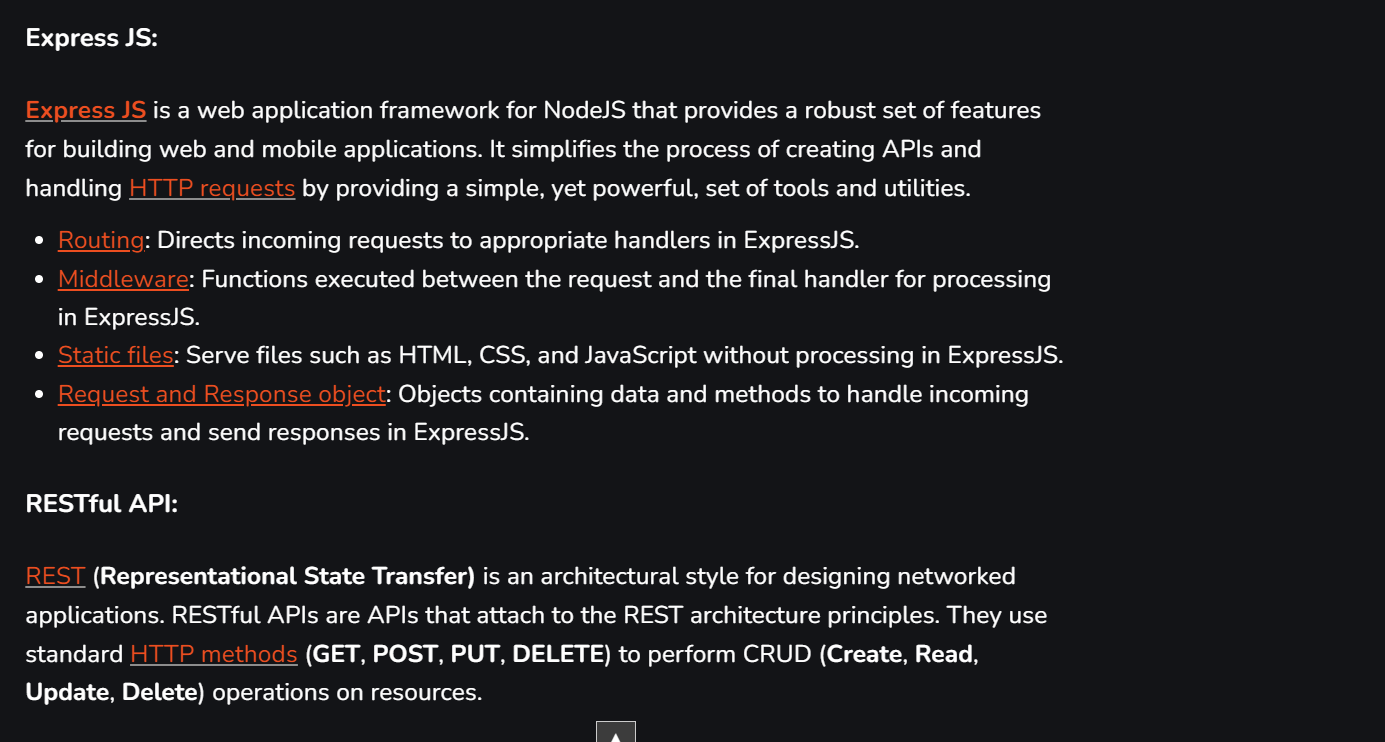 Express JS:
Express JS is a web application framework for NodeJS that provides a robust set of features
for building web and mobile applications. It simplifies the process of creating APIs and
handling HTTP requests by providing a simple, yet powerful, set of tools and utilities.
• Routing: Directs incoming requests to appropriate handlers in ExpressJS.
• Middleware: Functions executed between the request and the final handler for processing
in ExpressJS.
• Static files: Serve files such as HTML, CSS, and JavaScript without processing in ExpressJS.
• Request and Response object: Objects containing data and methods to handle incoming
requests and send responses in ExpressJS.
RESTful API:
REST (Representational State Transfer) is an architectural style for designing networked
applications. RESTful APIs are APIs that attach to the REST architecture principles. They use
standard HTTP methods (GET, POST, PUT, DELETE) to perform CRUD (Create, Read,
Update, Delete) operations on resources.